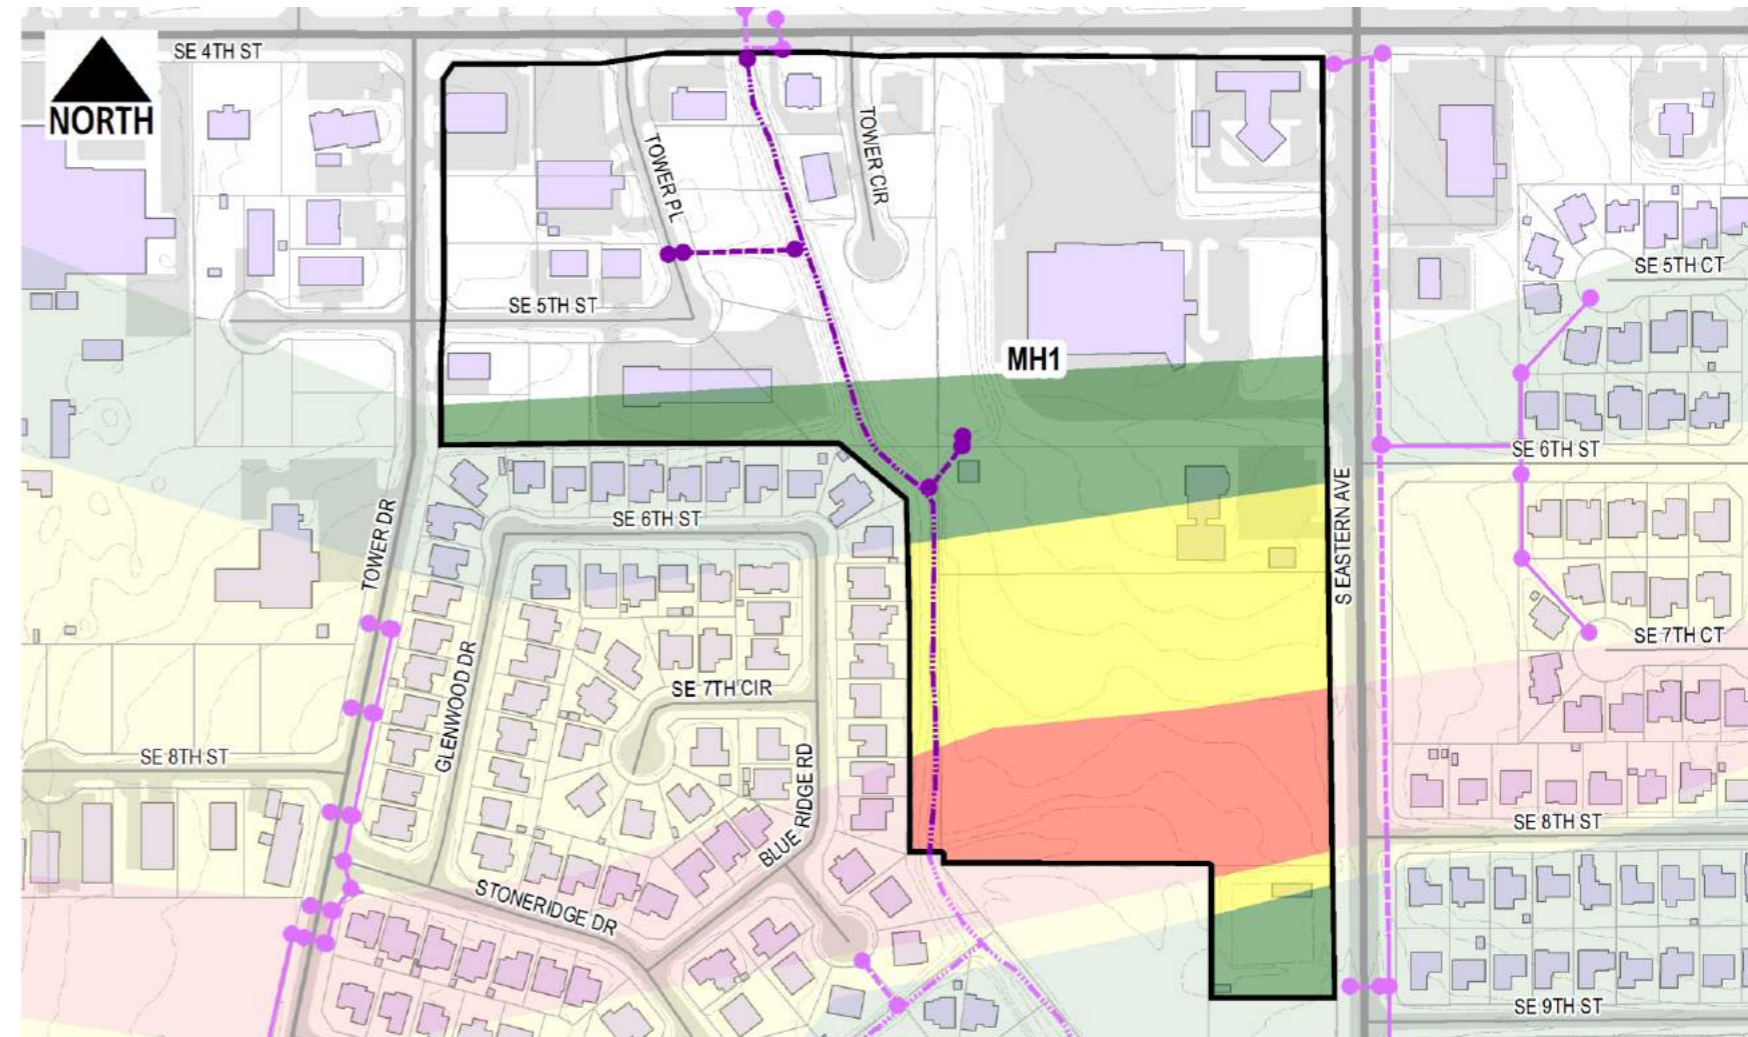 SE 4TH ST
NORTH
TOWER PL
TOWER CIR
SE 5TH CT
SE 5TH ST
MH1
SE 6TH ST
SE 6TH ST
S EASTERN AVE
TOWER DR
SE 7TH CT
GLENWOOD DR
SE 7TH CIR
SE 8TH ST
BLUE RIDGE RD
SE 8TH ST
STONERIDGE DR
SE 9TH ST